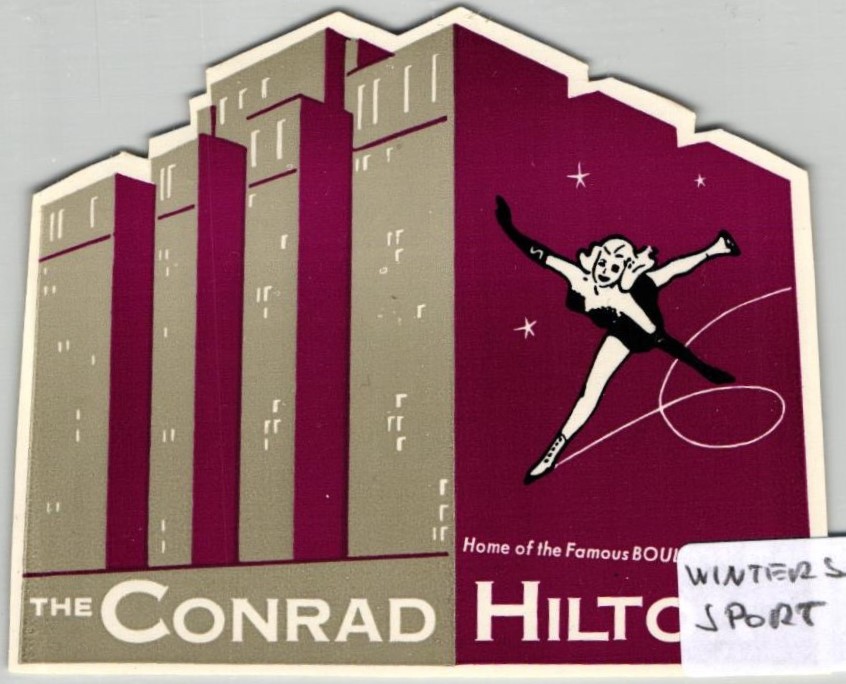 Home of the Famous BOUL
THE CONRAD HILTO
WINTERS
SPORT